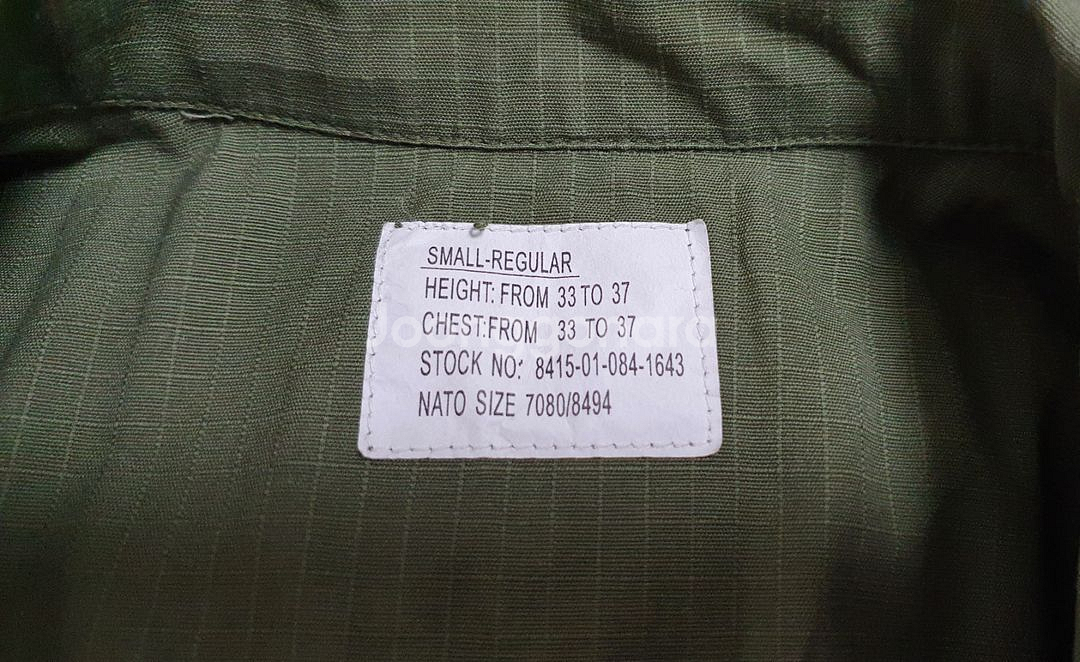 SMALL-REGULAR
HEIGHT: FROM 33 TO 37
CHEST:FROM 33 TO 37
STOCK NO: 8415-01-084-1643
NATO SIZE 7080/8494